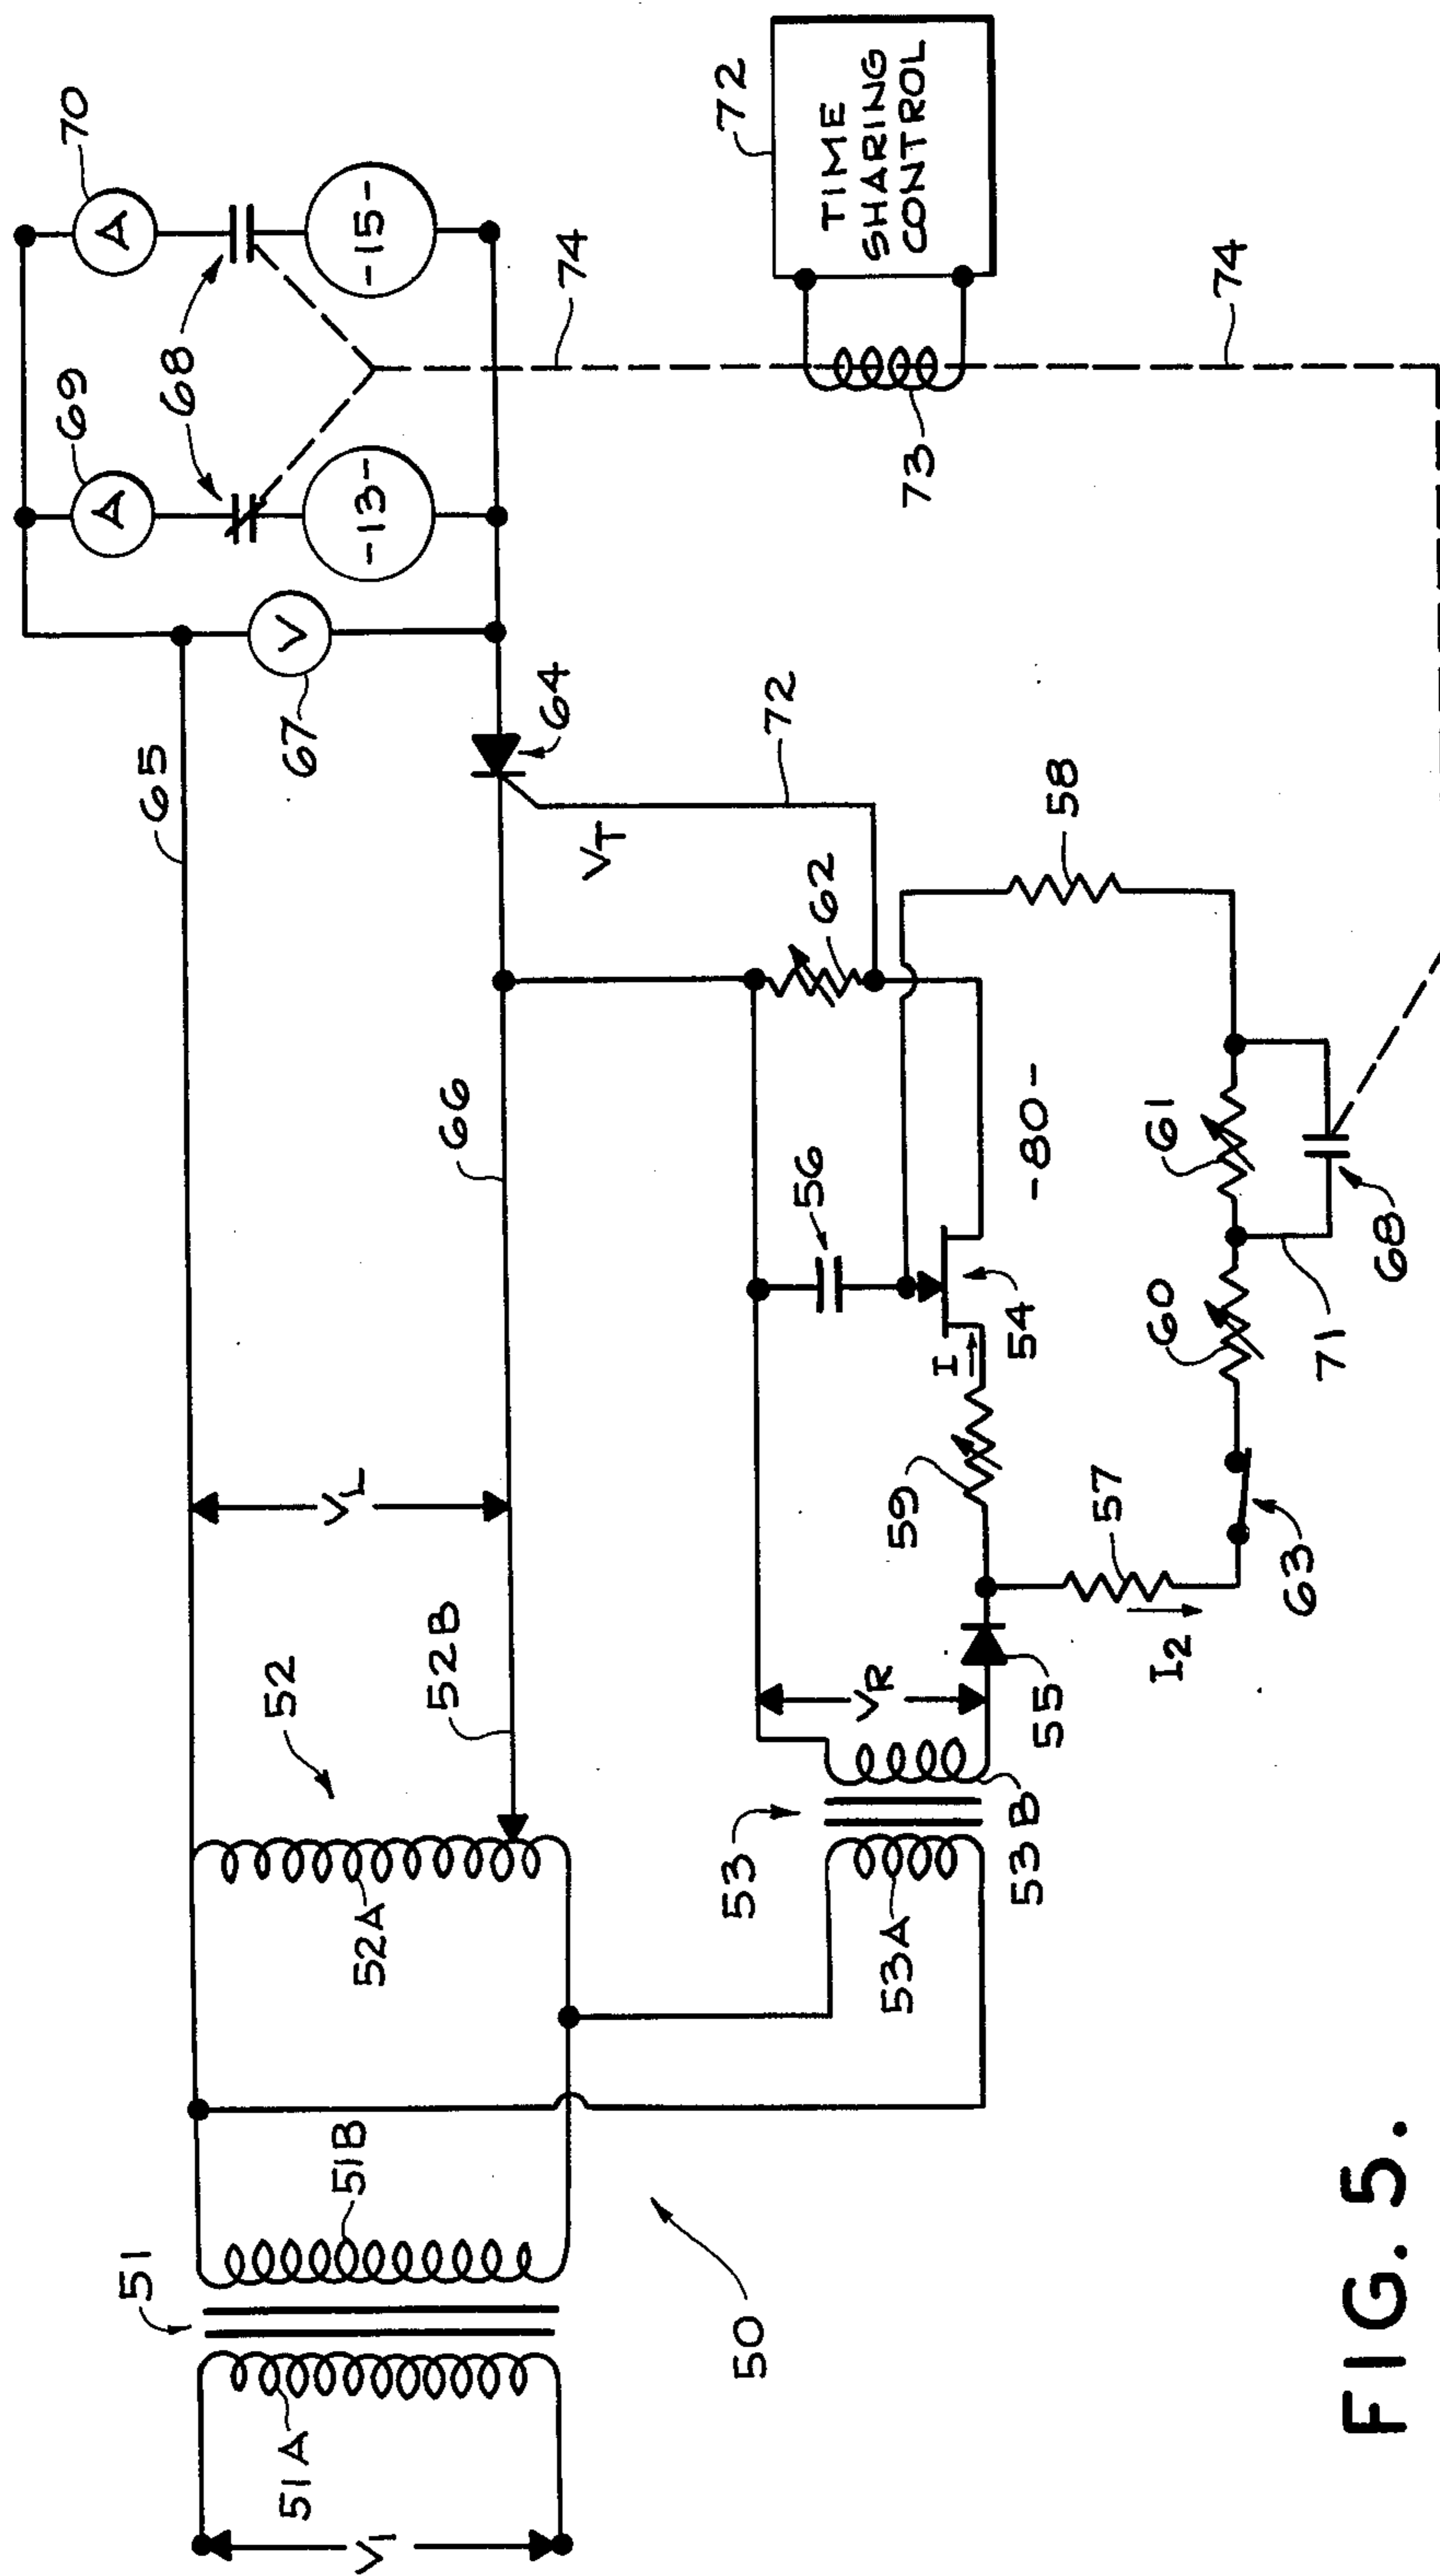 51
51A
51B
V1
50
52
52A
52B
VL
65
66
53
53A
53B
VR
55
57
I2
59
I
54
56
-80-
63
60
61
71
68
58
62
VT
72
64
67
V
69
A
70
A
68
-13-
-15-
74
72
TIME
SHARING
CONTROL
73
74
FIG. 5.